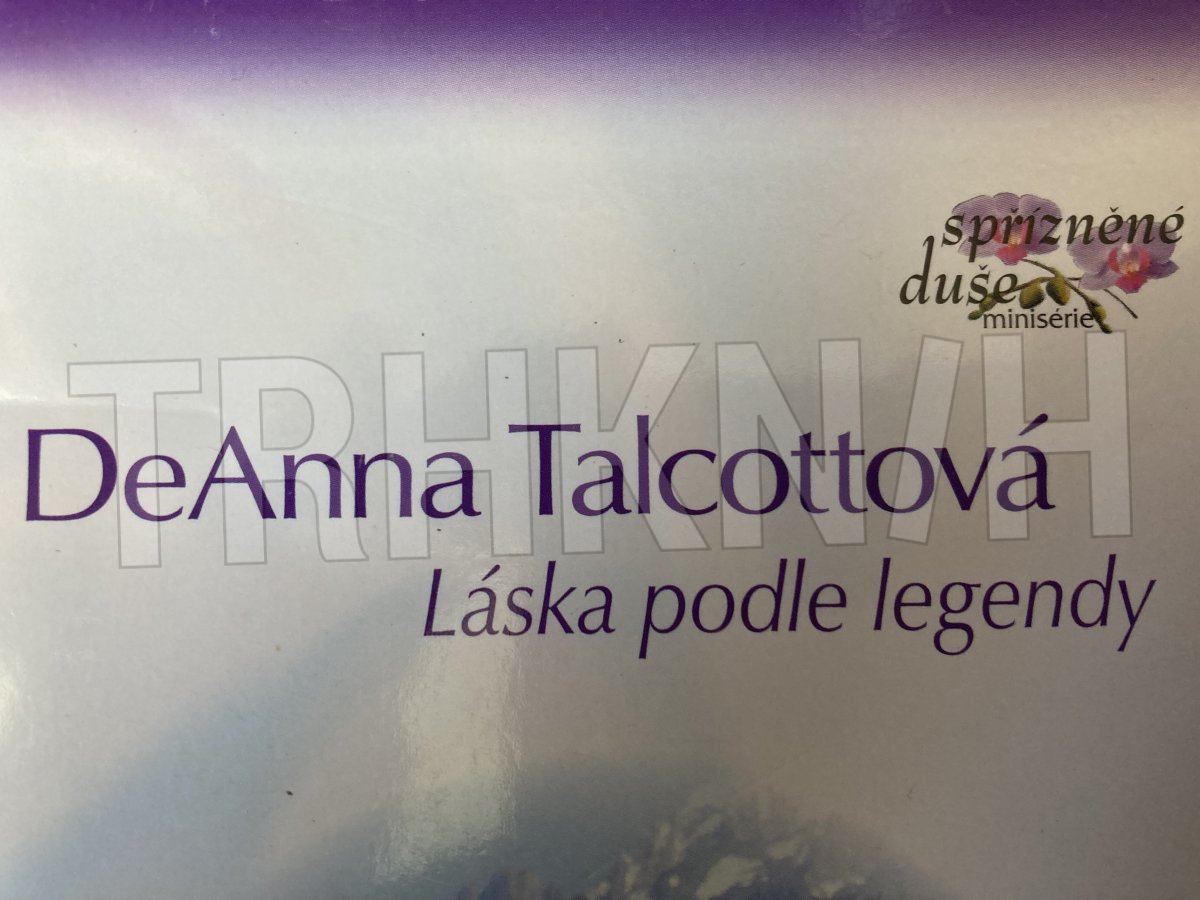 spřízněné
duše
minisérie
TRHKNIH
DeAnna Talcottová
Láska podle legendy